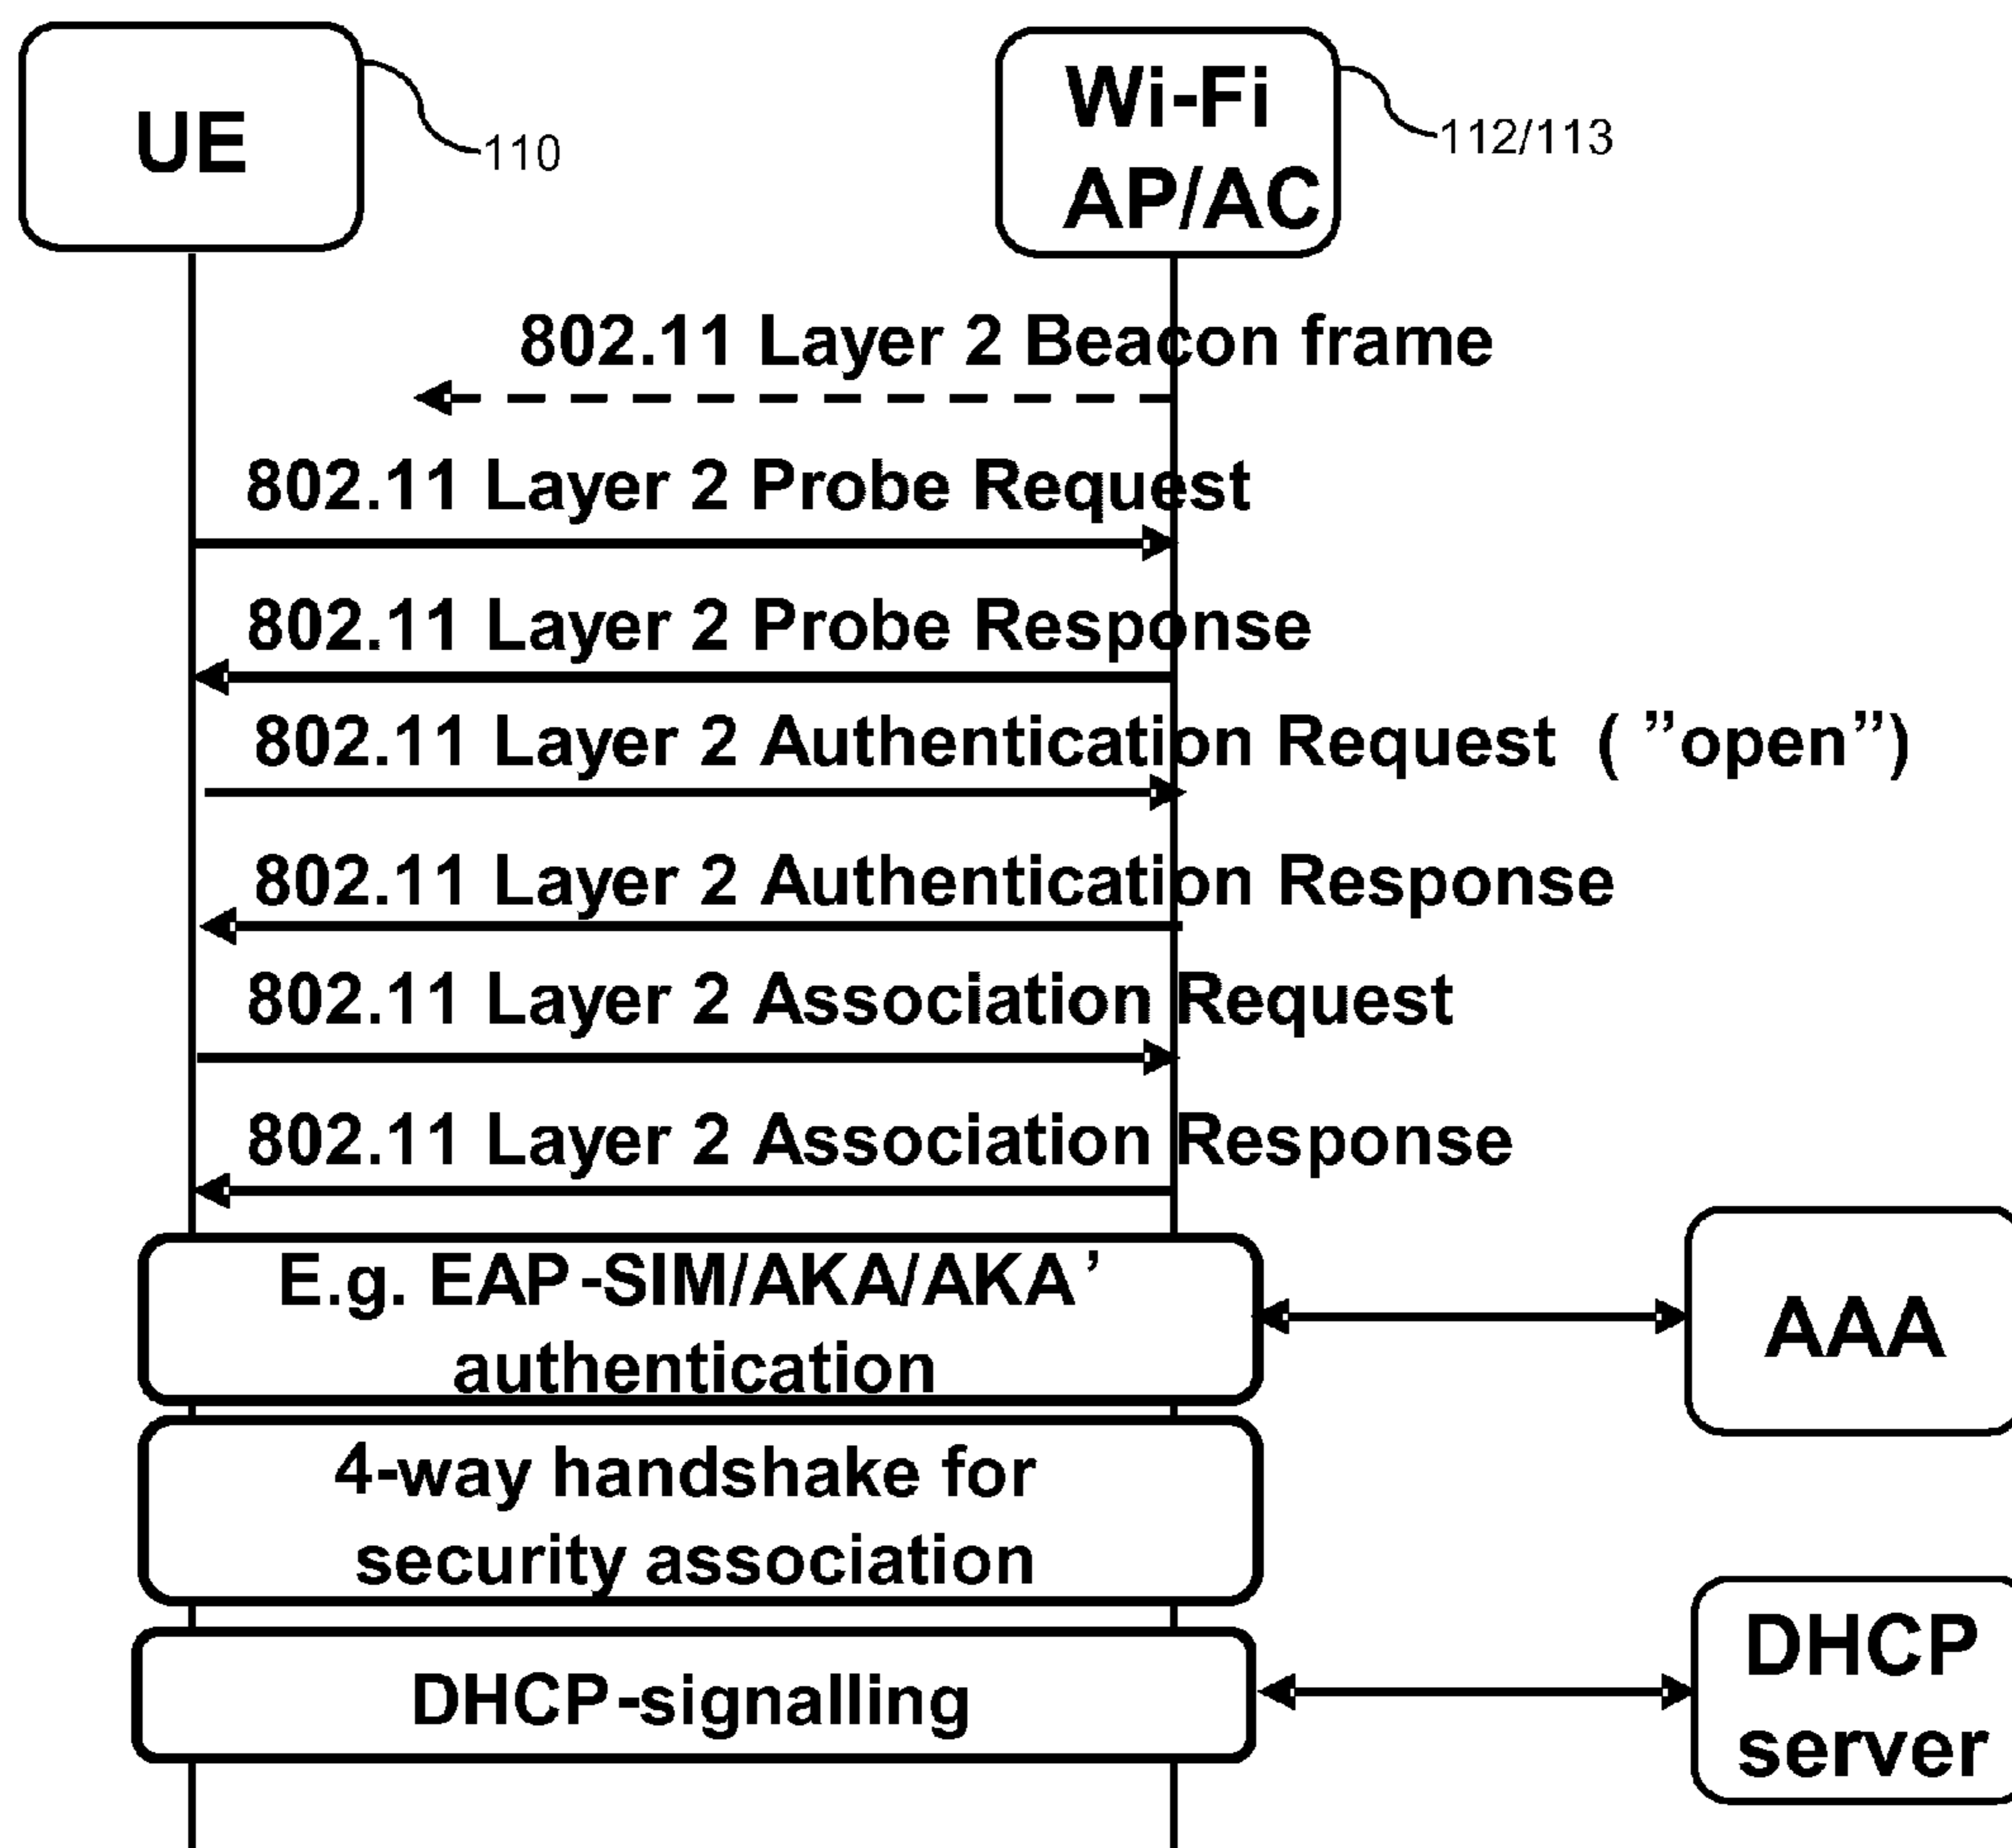 UE
110
Wi-Fi
AP/AC
112/113
802.11 Layer 2 Beacon frame
802.11 Layer 2 Probe Request
802.11 Layer 2 Probe Response
802.11 Layer 2 Authentication Request ( ”open”)
802.11 Layer 2 Authentication Response
802.11 Layer 2 Association Request
802.11 Layer 2 Association Response
E.g. EAP-SIM/AKA/AKA’
authentication
AAA
4-way handshake for
security association
DHCP-signalling
DHCP
server